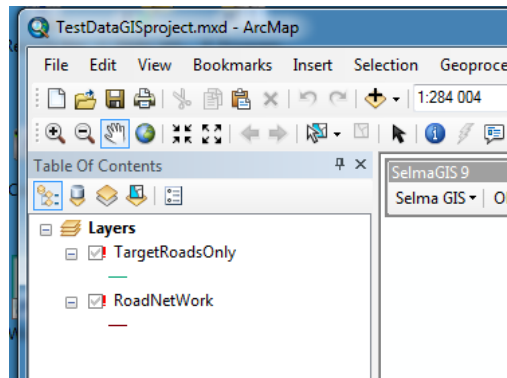 TestDataGISproject.mxd - ArcMap
File Edit View Bookmarks Insert Selection Geoproce
1:284 004
Table Of Contents
SelmaGIS 9
Selma GIS
Layers
TargetRoadsOnly
RoadNetWork